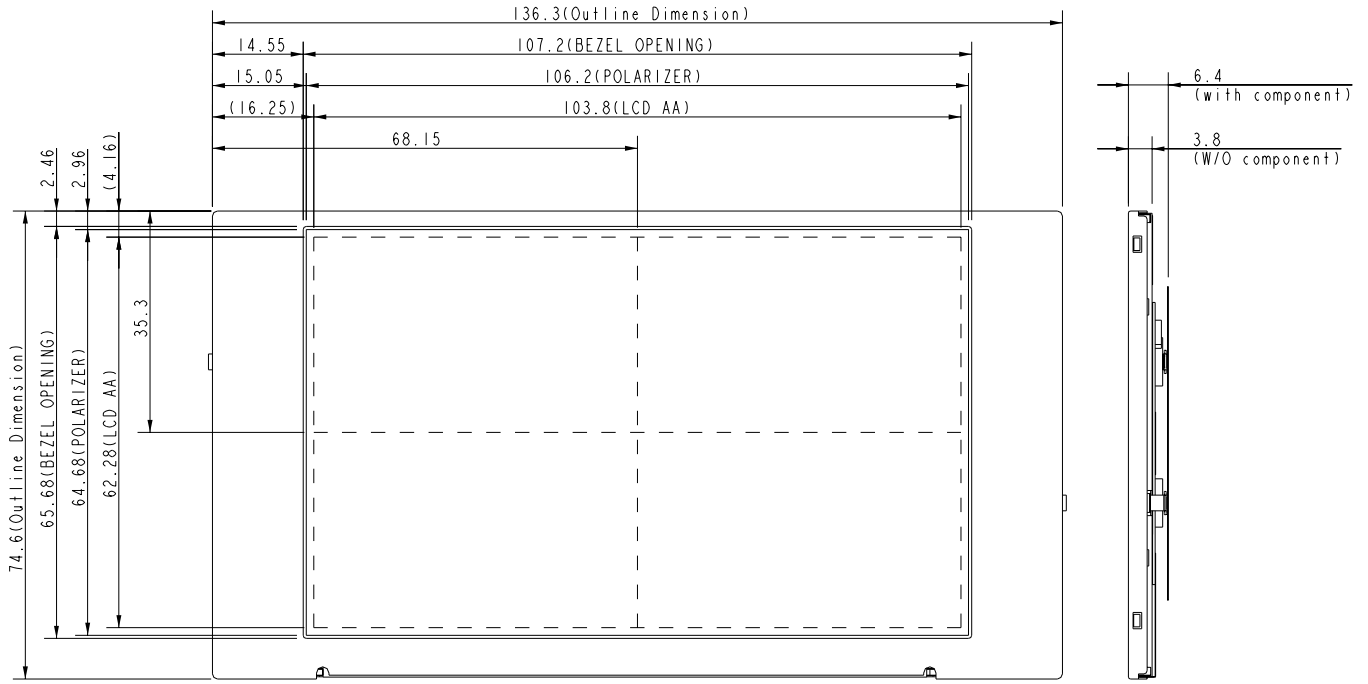 136.3(Outline Dimension)
14.55
107.2(BEZEL OPENING)
15.05
106.2(POLARIZER)
(16.25)
103.8(LCD AA)
68.15
6.4
(with component)
3.8
(W/O component)
2.46
2.96
(4.16)
35.3
74.6(Outline Dimension)
65.68(BEZEL OPENING)
64.68(POLARIZER)
62.28(LCD AA)